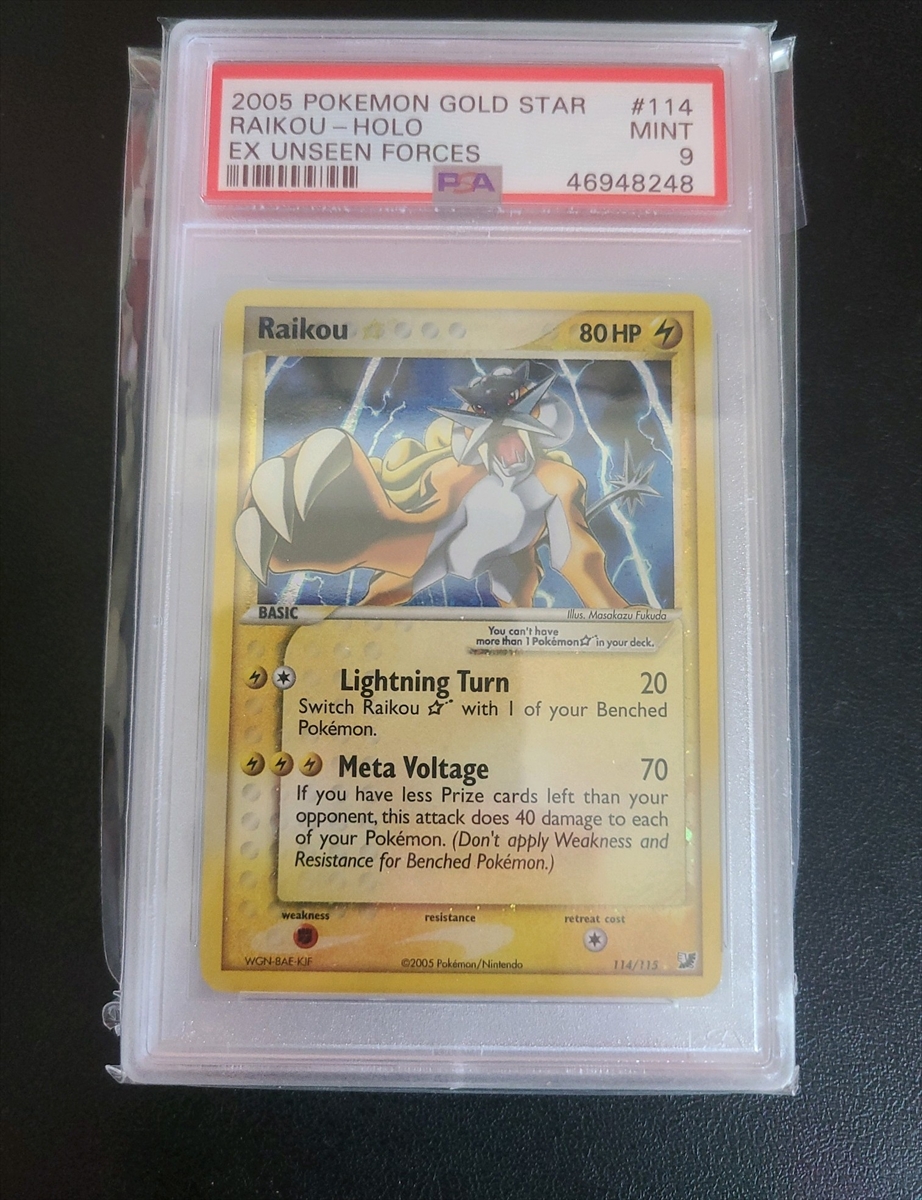 2005 POKEMON GOLD STAR #114
RAIKOU - HOLO MINT
EX UNSEEN FORCES 9
PSA 46948248
Raikou ☆ 80 HP
BASIC Illus. Masakazu Fukuda
You can't have
more than 1 Pokémon☆ in your deck.
Lightning Turn 20
Switch Raikou ☆ with 1 of your Benched
Pokémon.
Meta Voltage 70
If you have less Prize cards left than your
opponent, this attack does 40 damage to each
of your Pokémon. (Don't apply Weakness and
Resistance for Benched Pokémon.)
weakness resistance retreat cost
WGN-8AE-KJF ©2005 Pokémon/Nintendo 114/115